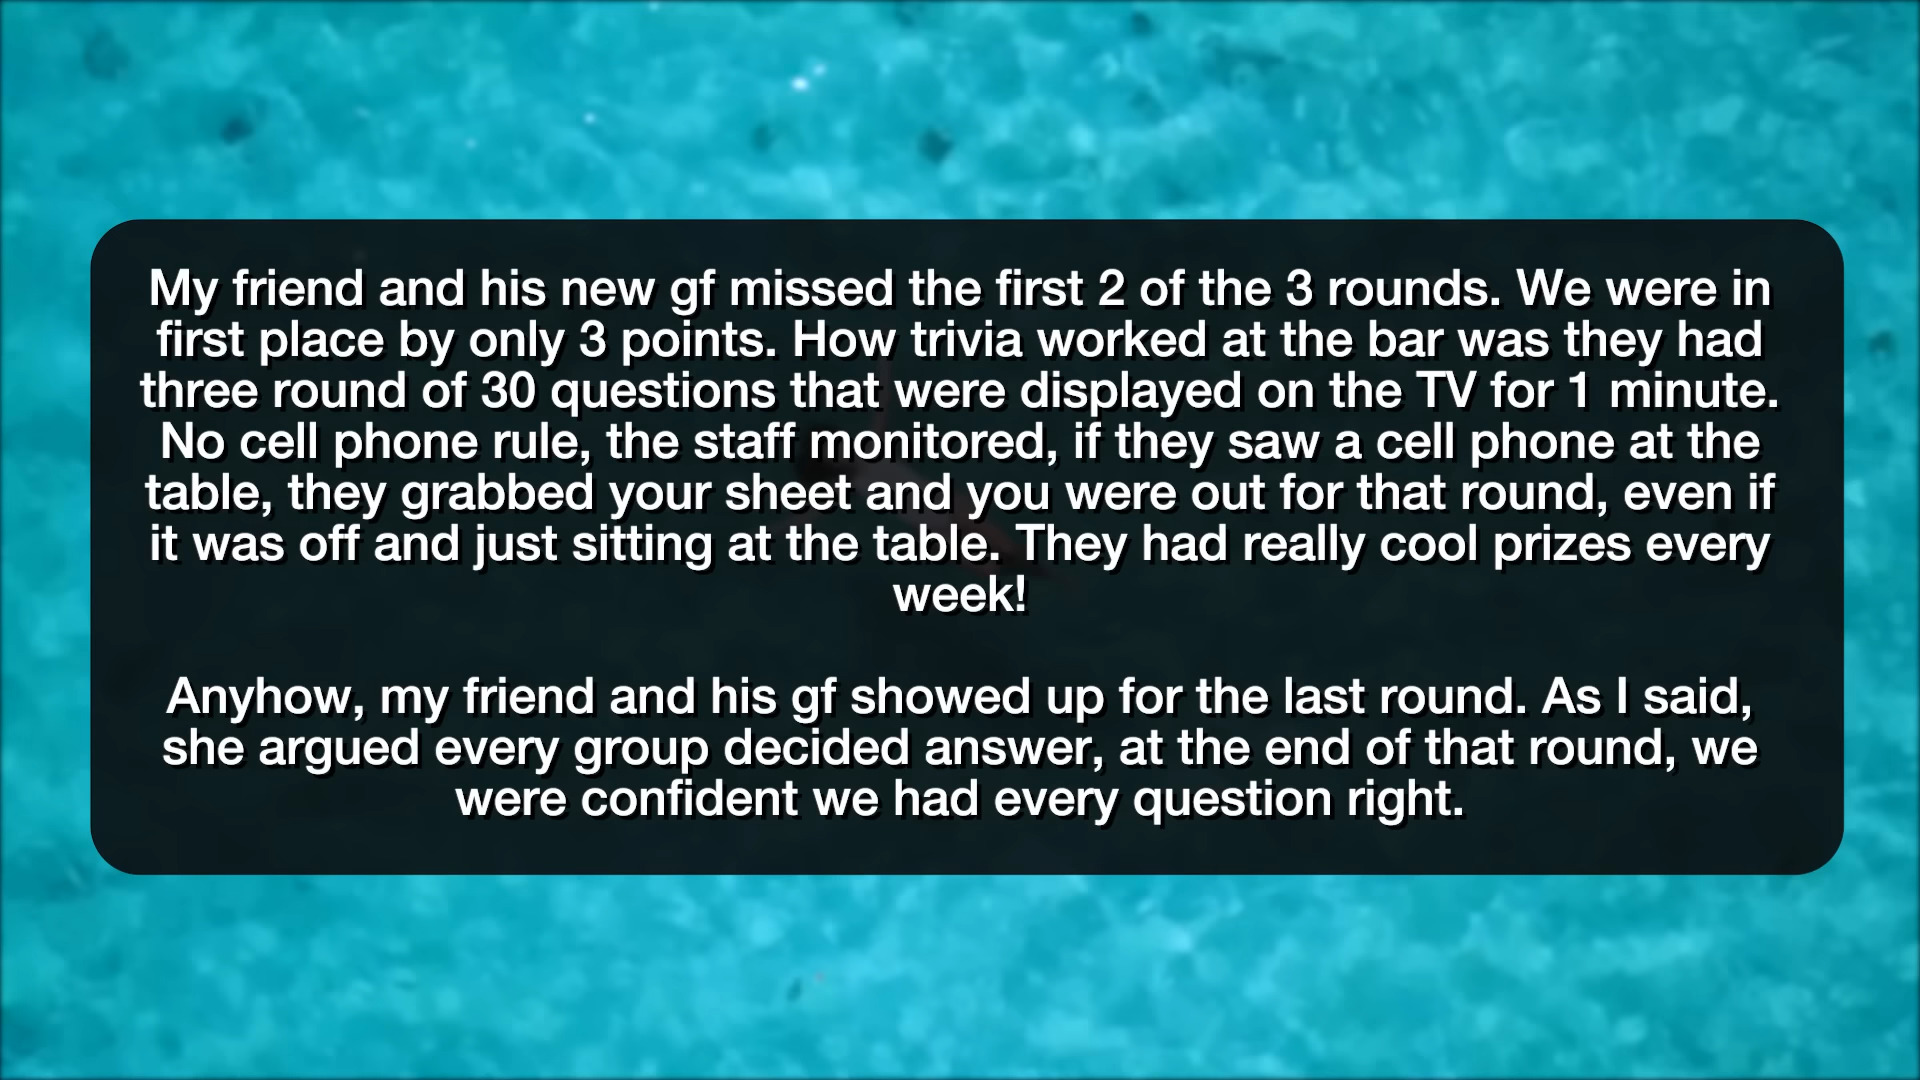 My friend and his new gf missed the first 2 of the 3 rounds. We were in
first place by only 3 points. How trivia worked at the bar was they had
three round of 30 questions that were displayed on the TV for 1 minute.
No cell phone rule, the staff monitored, if they saw a cell phone at the
table, they grabbed your sheet and you were out for that round, even if
it was off and just sitting at the table. They had really cool prizes every
week!
Anyhow, my friend and his gf showed up for the last round. As I said,
she argued every group decided answer, at the end of that round, we
were confident we had every question right.